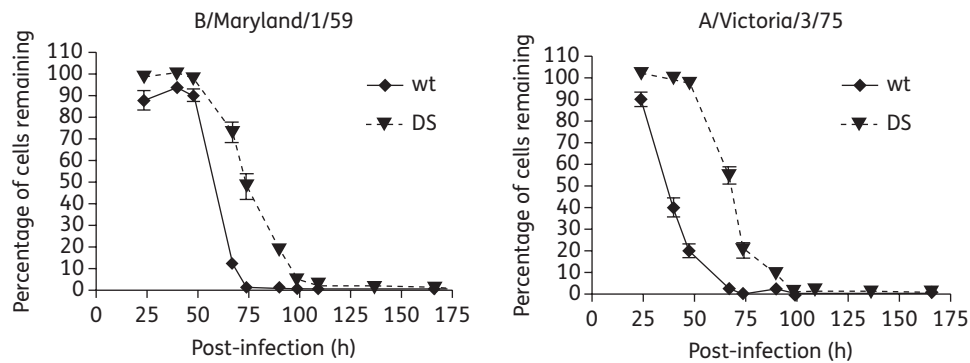 B/Maryland/1/59
110
100
90
80
70
60
50
40
30
20
10
0
Percentage of cells remaining
wt
DS
0 25 50 75 100 125 150 175
Post-infection (h)
A/Victoria/3/75
110
100
90
80
70
60
50
40
30
20
10
0
Percentage of cells remaining
wt
DS
0 25 50 75 100 125 150 175
Post-infection (h)